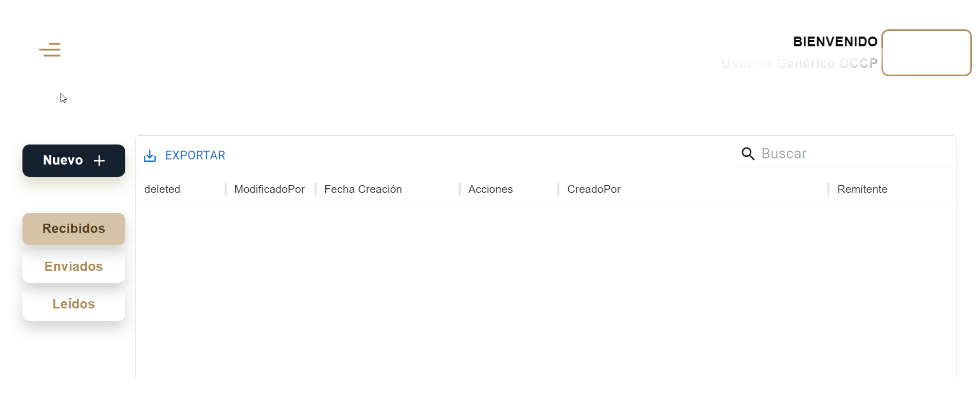 BIENVENIDO
Usuario Genérico DCCP
Nuevo +
EXPORTAR
Buscar
deleted ModificadoPor Fecha Creación Acciones CreadoPor Remitente
Recibidos
Enviados
Leídos